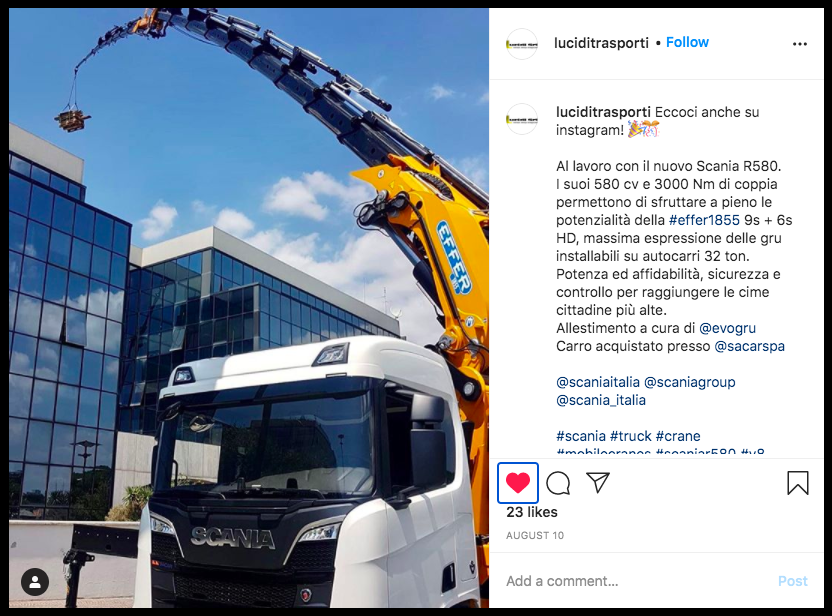 luciditrasporti • Follow
luciditrasporti Eccoci anche su
instagram! 🎉🎊
Al lavoro con il nuovo Scania R580.
I suoi 580 cv e 3000 Nm di coppia
permettono di sfruttare a pieno le
potenzialità della #effer1855 9s + 6s
HD, massima espressione delle gru
installabili su autocarri 32 ton.
Potenza ed affidabilità, sicurezza e
controllo per raggiungere le cime
cittadine più alte.
Allestimento a cura di @evogru
Carro acquistato presso @sacarspa
@scaniaitalia @scaniagroup
@scania_italia
#scania #truck #crane
#mobilecranes #scaniar580 #v8
23 likes
AUGUST 10
Add a comment...
Post
EFFER
SCANIA